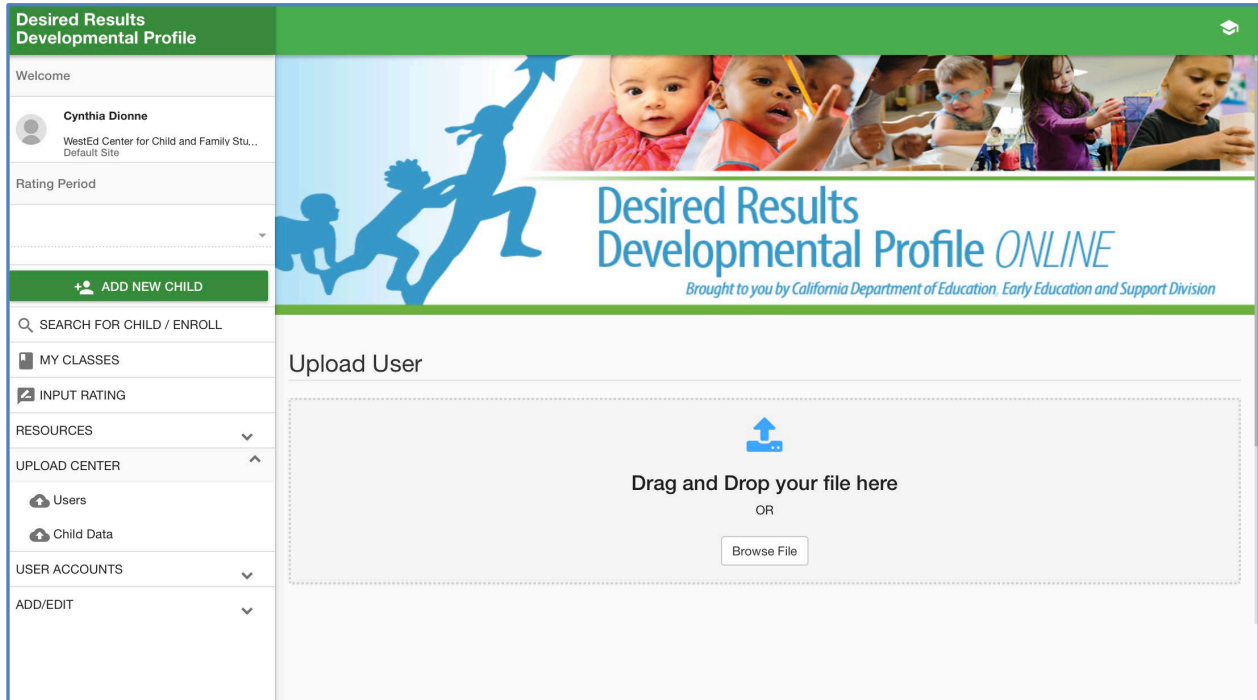 Desired Results
Developmental Profile
Welcome
Cynthia Dionne
WestEd Center for Child and Family Stu...
Default Site
Rating Period
ADD NEW CHILD
SEARCH FOR CHILD / ENROLL
MY CLASSES
INPUT RATING
RESOURCES
UPLOAD CENTER
Users
Child Data
USER ACCOUNTS
ADD/EDIT
Desired Results
Developmental Profile ONLINE
Brought to you by California Department of Education, Early Education and Support Division
Upload User
Drag and Drop your file here
OR
Browse File